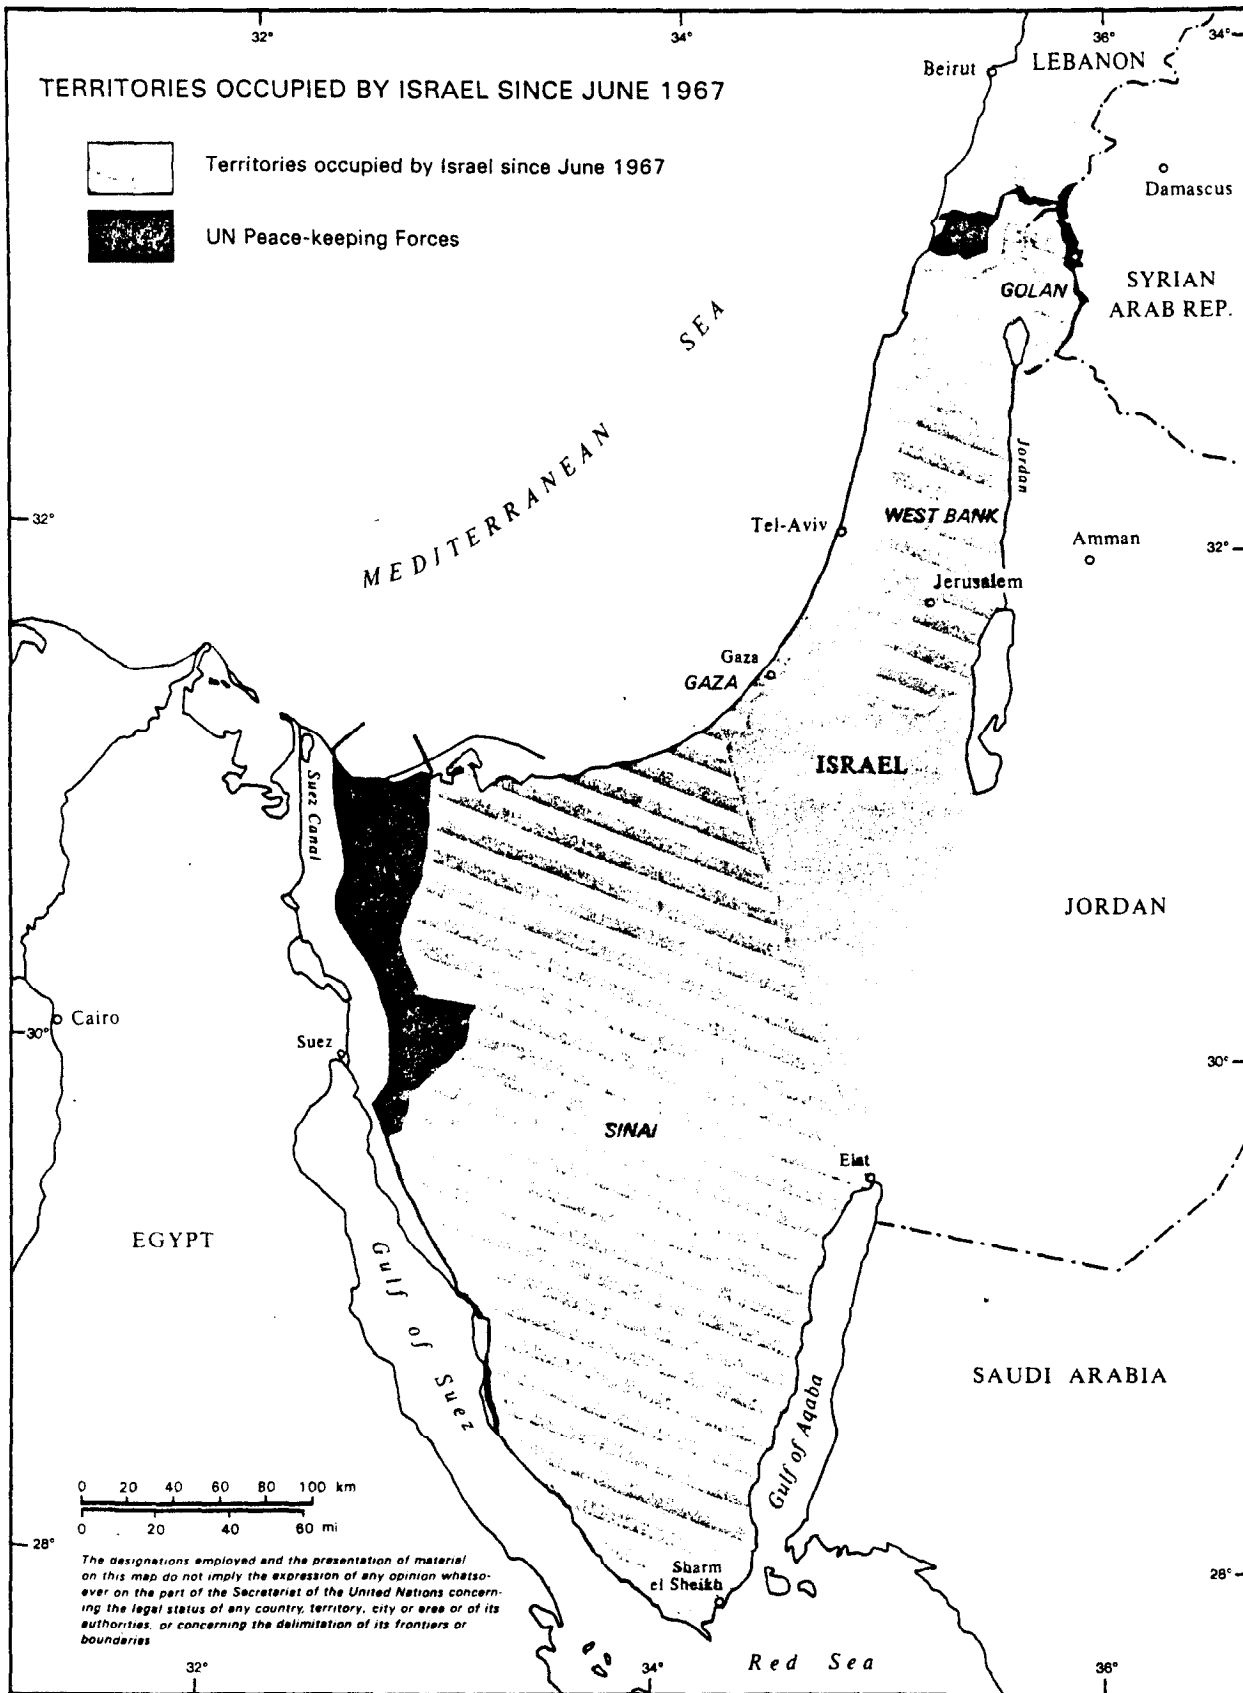 32°
34°
36°
34°
Beirut
LEBANON
TERRITORIES OCCUPIED BY ISRAEL SINCE JUNE 1967
Territories occupied by Israel since June 1967
Damascus
UN Peace-keeping Forces
GOLAN
SYRIAN
ARAB REP.
MEDITERRANEAN SEA
Jordan
32°
Tel-Aviv
WEST BANK
Amman
32°
Jerusalem
Gaza
GAZA
ISRAEL
Suez Canal
JORDAN
Cairo
30°
Suez
30°
SINAI
Elat
EGYPT
Gulf of Suez
SAUDI ARABIA
Gulf of Aqaba
0 20 40 60 80 100 km
0 20 40 60 mi
28°
The designations employed and the presentation of material
on this map do not imply the expression of any opinion whatso-
ever on the part of the Secretariat of the United Nations concern-
ing the legal status of any country, territory, city or area or of its
authorities, or concerning the delimitation of its frontiers or
boundaries
Sharm
el Sheikh
28°
Red Sea
32°
34°
36°